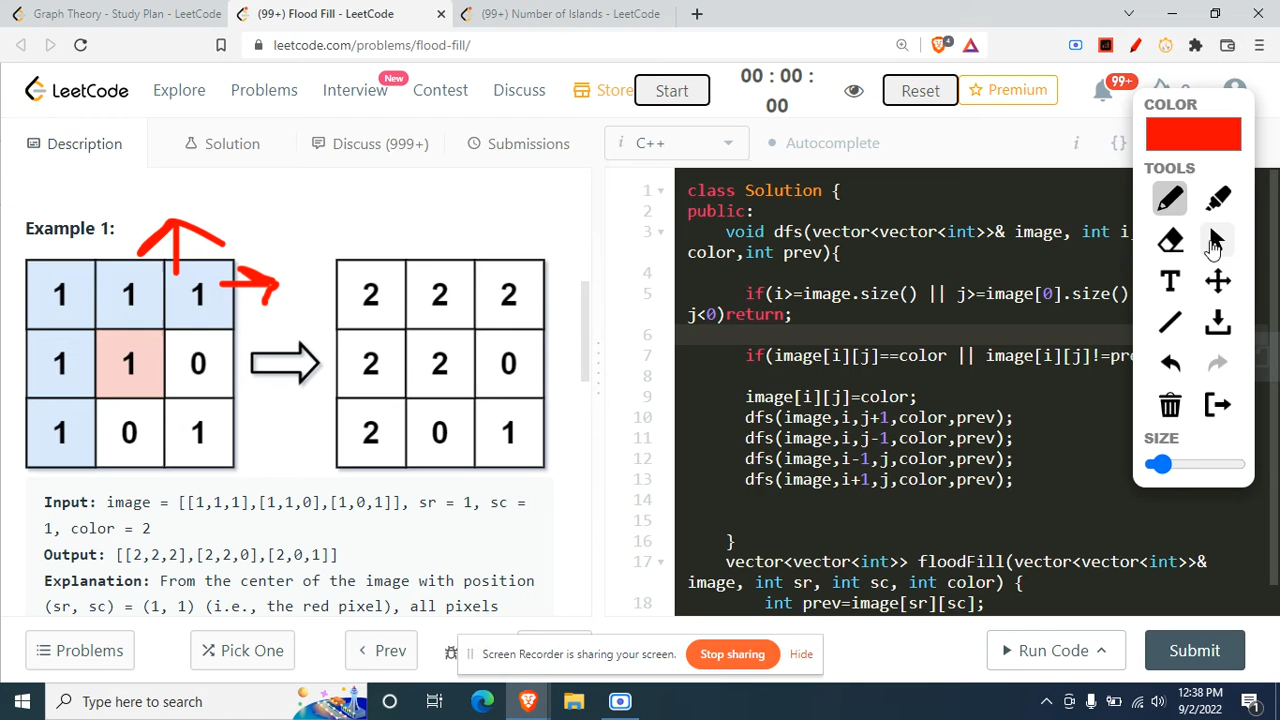 Graph Theory - Study Plan - LeetCode
(99+) Flood Fill - LeetCode
(99+) Number of Islands - LeetCode
leetcode.com/problems/flood-fill/
4
LeetCode
Explore
Problems
Interview
New
Contest
Discuss
Store
Start
00 : 00 :
00
Reset
Premium
99+
Description
Solution
Discuss (999+)
Submissions
i C++
Autocomplete
i {}
Example 1:
1 1 1
1 1 0
1 0 1
2 2 2
2 2 0
2 0 1
Input: image = [[1,1,1],[1,1,0],[1,0,1]], sr = 1, sc =
1, color = 2
Output: [[2,2,2],[2,2,0],[2,0,1]]
Explanation: From the center of the image with position
(sr, sc) = (1, 1) (i.e., the red pixel), all pixels
1 class Solution {
2 public:
3 void dfs(vector<vector<int>>& image, int i,
color,int prev){
4
5 if(i>=image.size() || j>=image[0].size()
j<0)return;
6
7 if(image[i][j]==color || image[i][j]!=pre
8
9 image[i][j]=color;
10 dfs(image,i,j+1,color,prev);
11 dfs(image,i,j-1,color,prev);
12 dfs(image,i-1,j,color,prev);
13 dfs(image,i+1,j,color,prev);
14
15
16 }
17 vector<vector<int>> floodFill(vector<vector<int>>&
image, int sr, int sc, int color) {
18 int prev=image[sr][sc];
COLOR
TOOLS
T
SIZE
Problems
Pick One
Prev
Screen Recorder is sharing your screen.
Stop sharing
Hide
Run Code
Submit
Type here to search
12:38 PM
9/2/2022
1